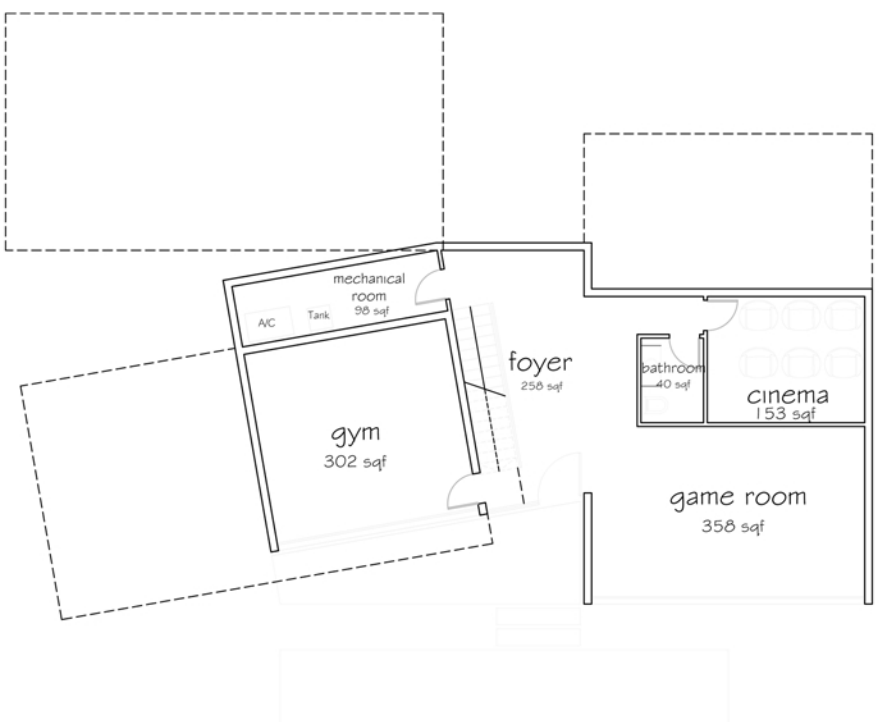 mechanical
room
98 sqf
A/C
Tank
foyer
258 sqf
bathroom
40 sqf
cinema
153 sqf
gym
302 sqf
game room
358 sqf